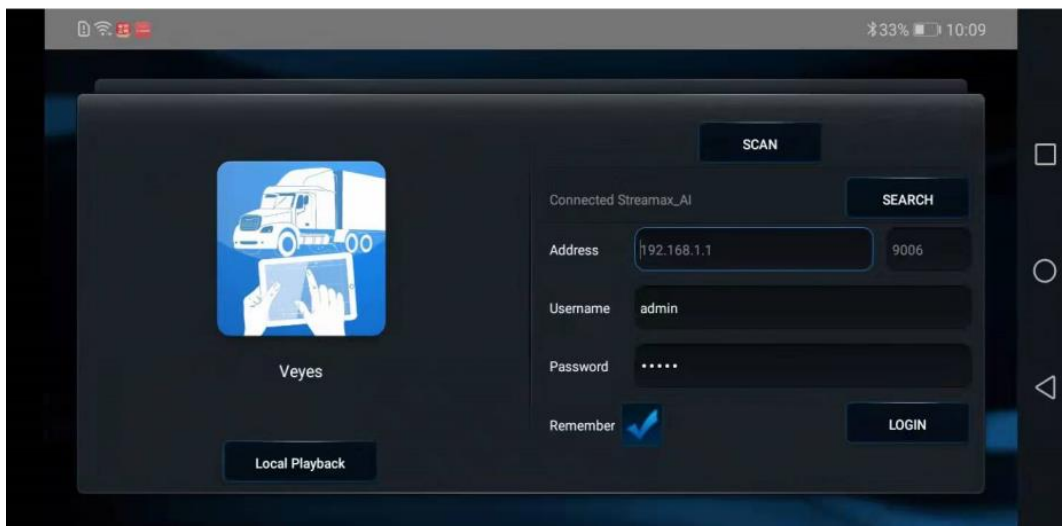 33% 10:09
SCAN
Connected Streamax_AI SEARCH
Address 192.168.1.1 9006
Username admin
Password •••••
Remember LOGIN
Veyes
Local Playback